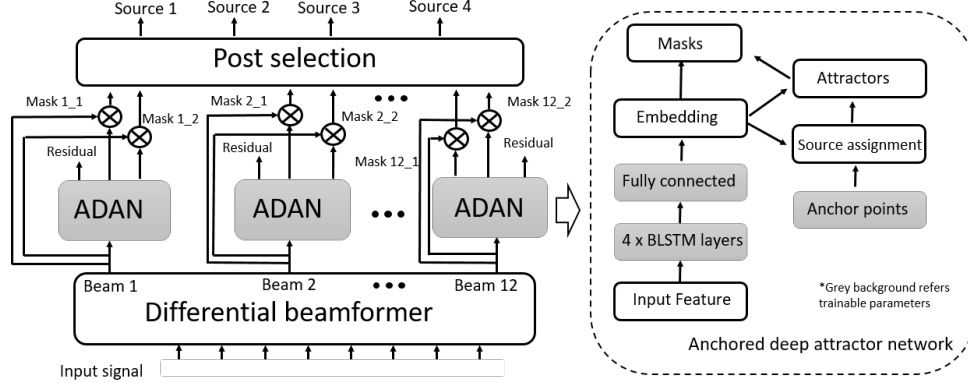 Source 1
Source 2
Source 3
Source 4
Post selection
Mask 1_1
Mask 1_2
Mask 2_1
Mask 2_2
Mask 12_1
Mask 12_2
Residual
Residual
Residual
ADAN
ADAN
ADAN
Beam 1
Beam 2
Beam 12
Differential beamformer
Input signal
Masks
Attractors
Embedding
Source assignment
Fully connected
Anchor points
4 x BLSTM layers
Input Feature
*Grey background refers
trainable parameters
Anchored deep attractor network